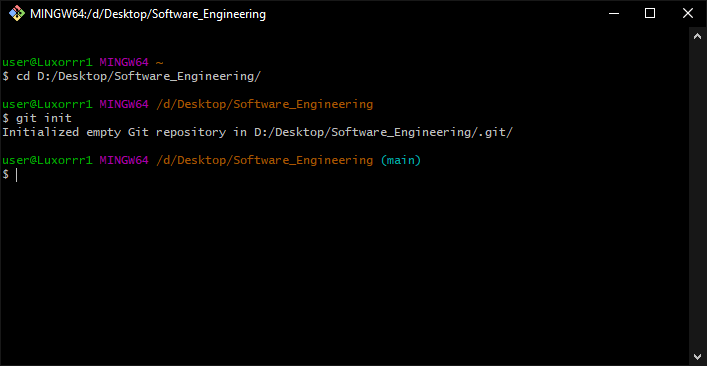 MINGW64:/d/Desktop/Software_Engineering
user@Luxorrr1 MINGW64 ~
$ cd D:/Desktop/Software_Engineering/
user@Luxorrr1 MINGW64 /d/Desktop/Software_Engineering
$ git init
Initialized empty Git repository in D:/Desktop/Software_Engineering/.git/
user@Luxorrr1 MINGW64 /d/Desktop/Software_Engineering (main)
$